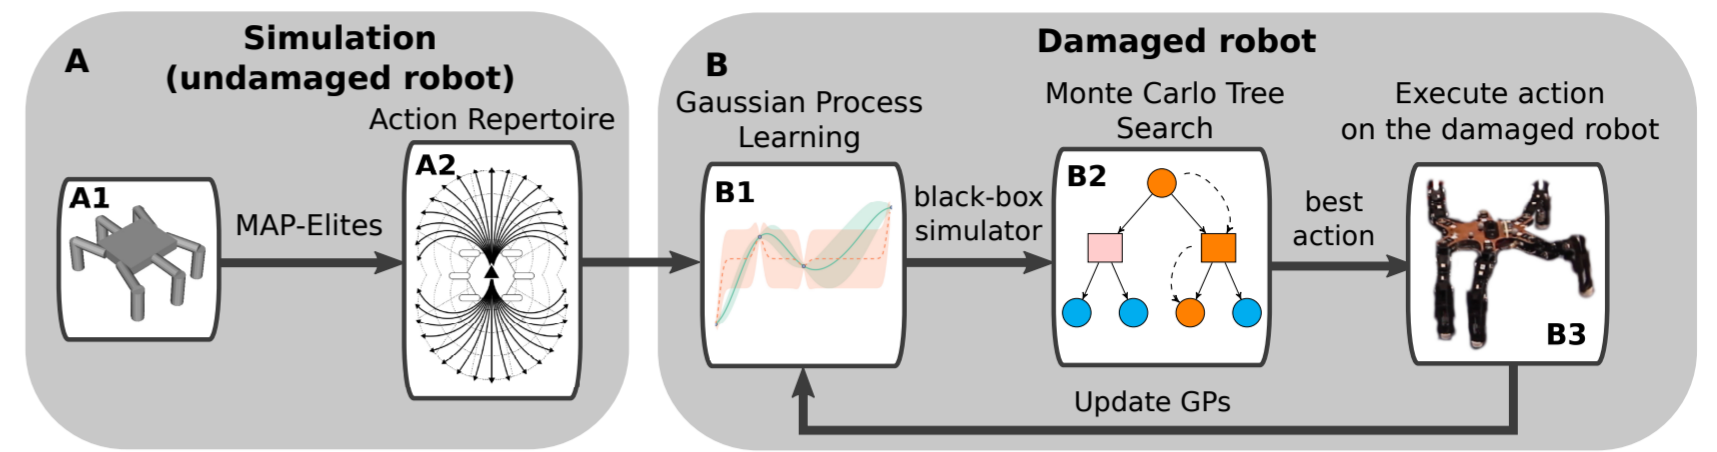 A
Simulation
(undamaged robot)
Action Repertoire
A1
MAP-Elites
A2
B
Damaged robot
Gaussian Process
Learning
B1
black-box
simulator
Monte Carlo Tree
Search
B2
best
action
Execute action
on the damaged robot
B3
Update GPs